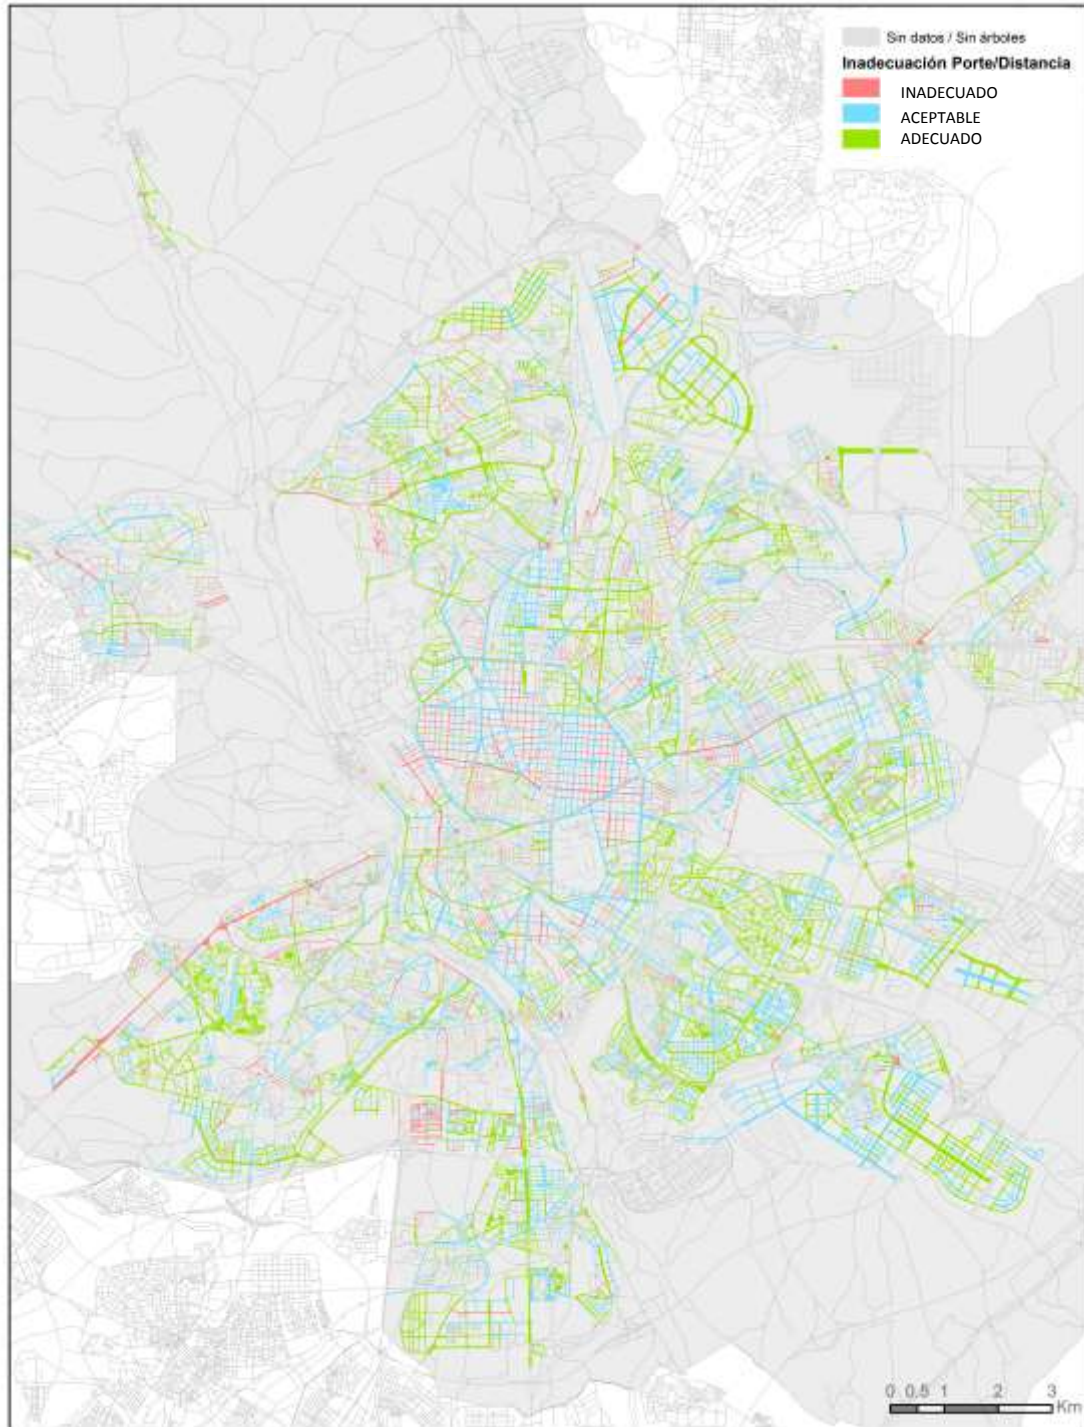 Sin datos / Sin árboles
Inadecuación Porte/Distancia
INADECUADO
ACEPTABLE
ADECUADO
0 0,5 1 2 3
Km